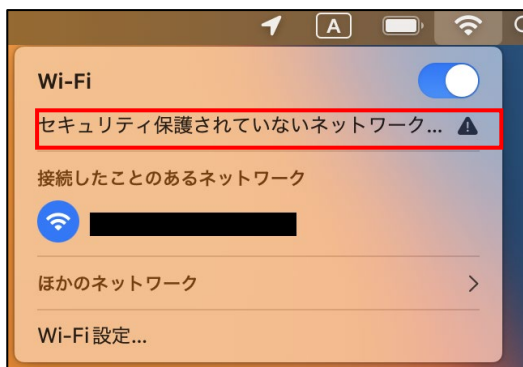 A
Wi-Fi
セキュリティ保護されていないネットワーク...
接続したことのあるネットワーク
ほかのネットワーク
Wi-Fi設定...